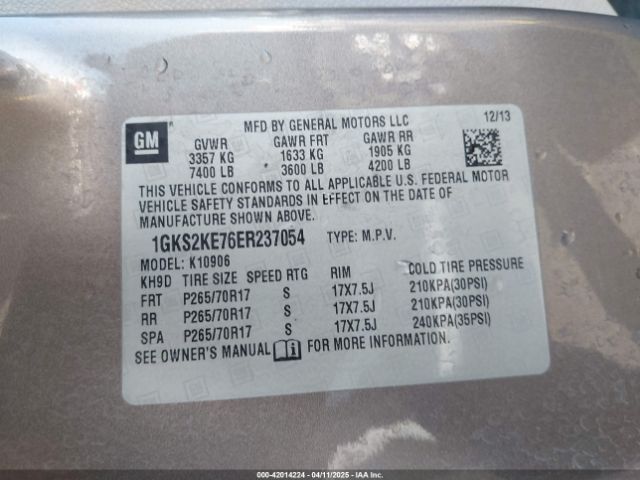 GM
®
MFD BY GENERAL MOTORS LLC 12/13
GVWR GAWR FRT GAWR RR
3357 KG 1633 KG 1905 KG
7400 LB 3600 LB 4200 LB
THIS VEHICLE CONFORMS TO ALL APPLICABLE U.S. FEDERAL MOTOR
VEHICLE SAFETY STANDARDS IN EFFECT ON THE DATE OF
MANUFACTURE SHOWN ABOVE.
1GKS2KE76ER237054 TYPE: M.P.V.
MODEL: K10906
KH9D TIRE SIZE SPEED RTG RIM COLD TIRE PRESSURE
FRT P265/70R17 S 17X7.5J 210KPA(30PSI)
RR P265/70R17 S 17X7.5J 210KPA(30PSI)
SPA P265/70R17 S 17X7.5J 240KPA(35PSI)
SEE OWNER'S MANUAL FOR MORE INFORMATION.
000-42014224 - 04/11/2025 - IAA Inc.